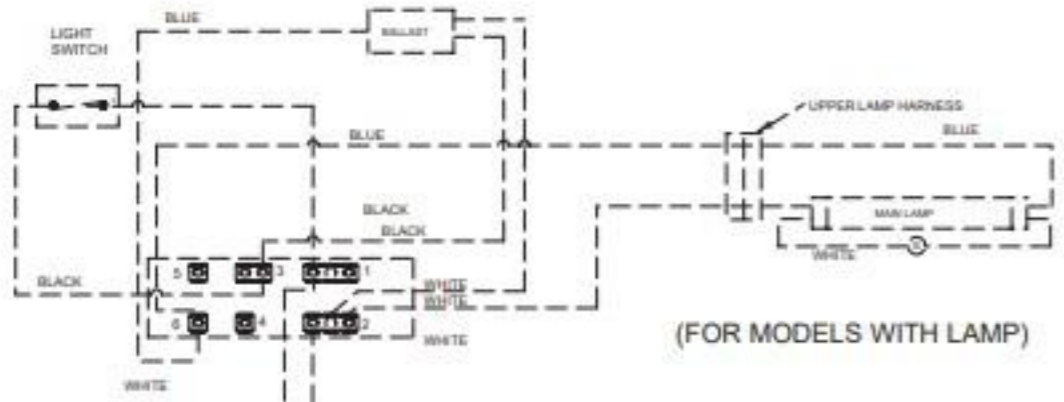 BLUE
BALLAST
LIGHT
SWITCH
UPPER LAMP HARNESS
BLUE
BLUE
BLACK
BLACK
MAIN LAMP
WHITE
5
3
1
BLACK
WHITE
WHITE
6
4
2
WHITE
(FOR MODELS WITH LAMP)
WHITE